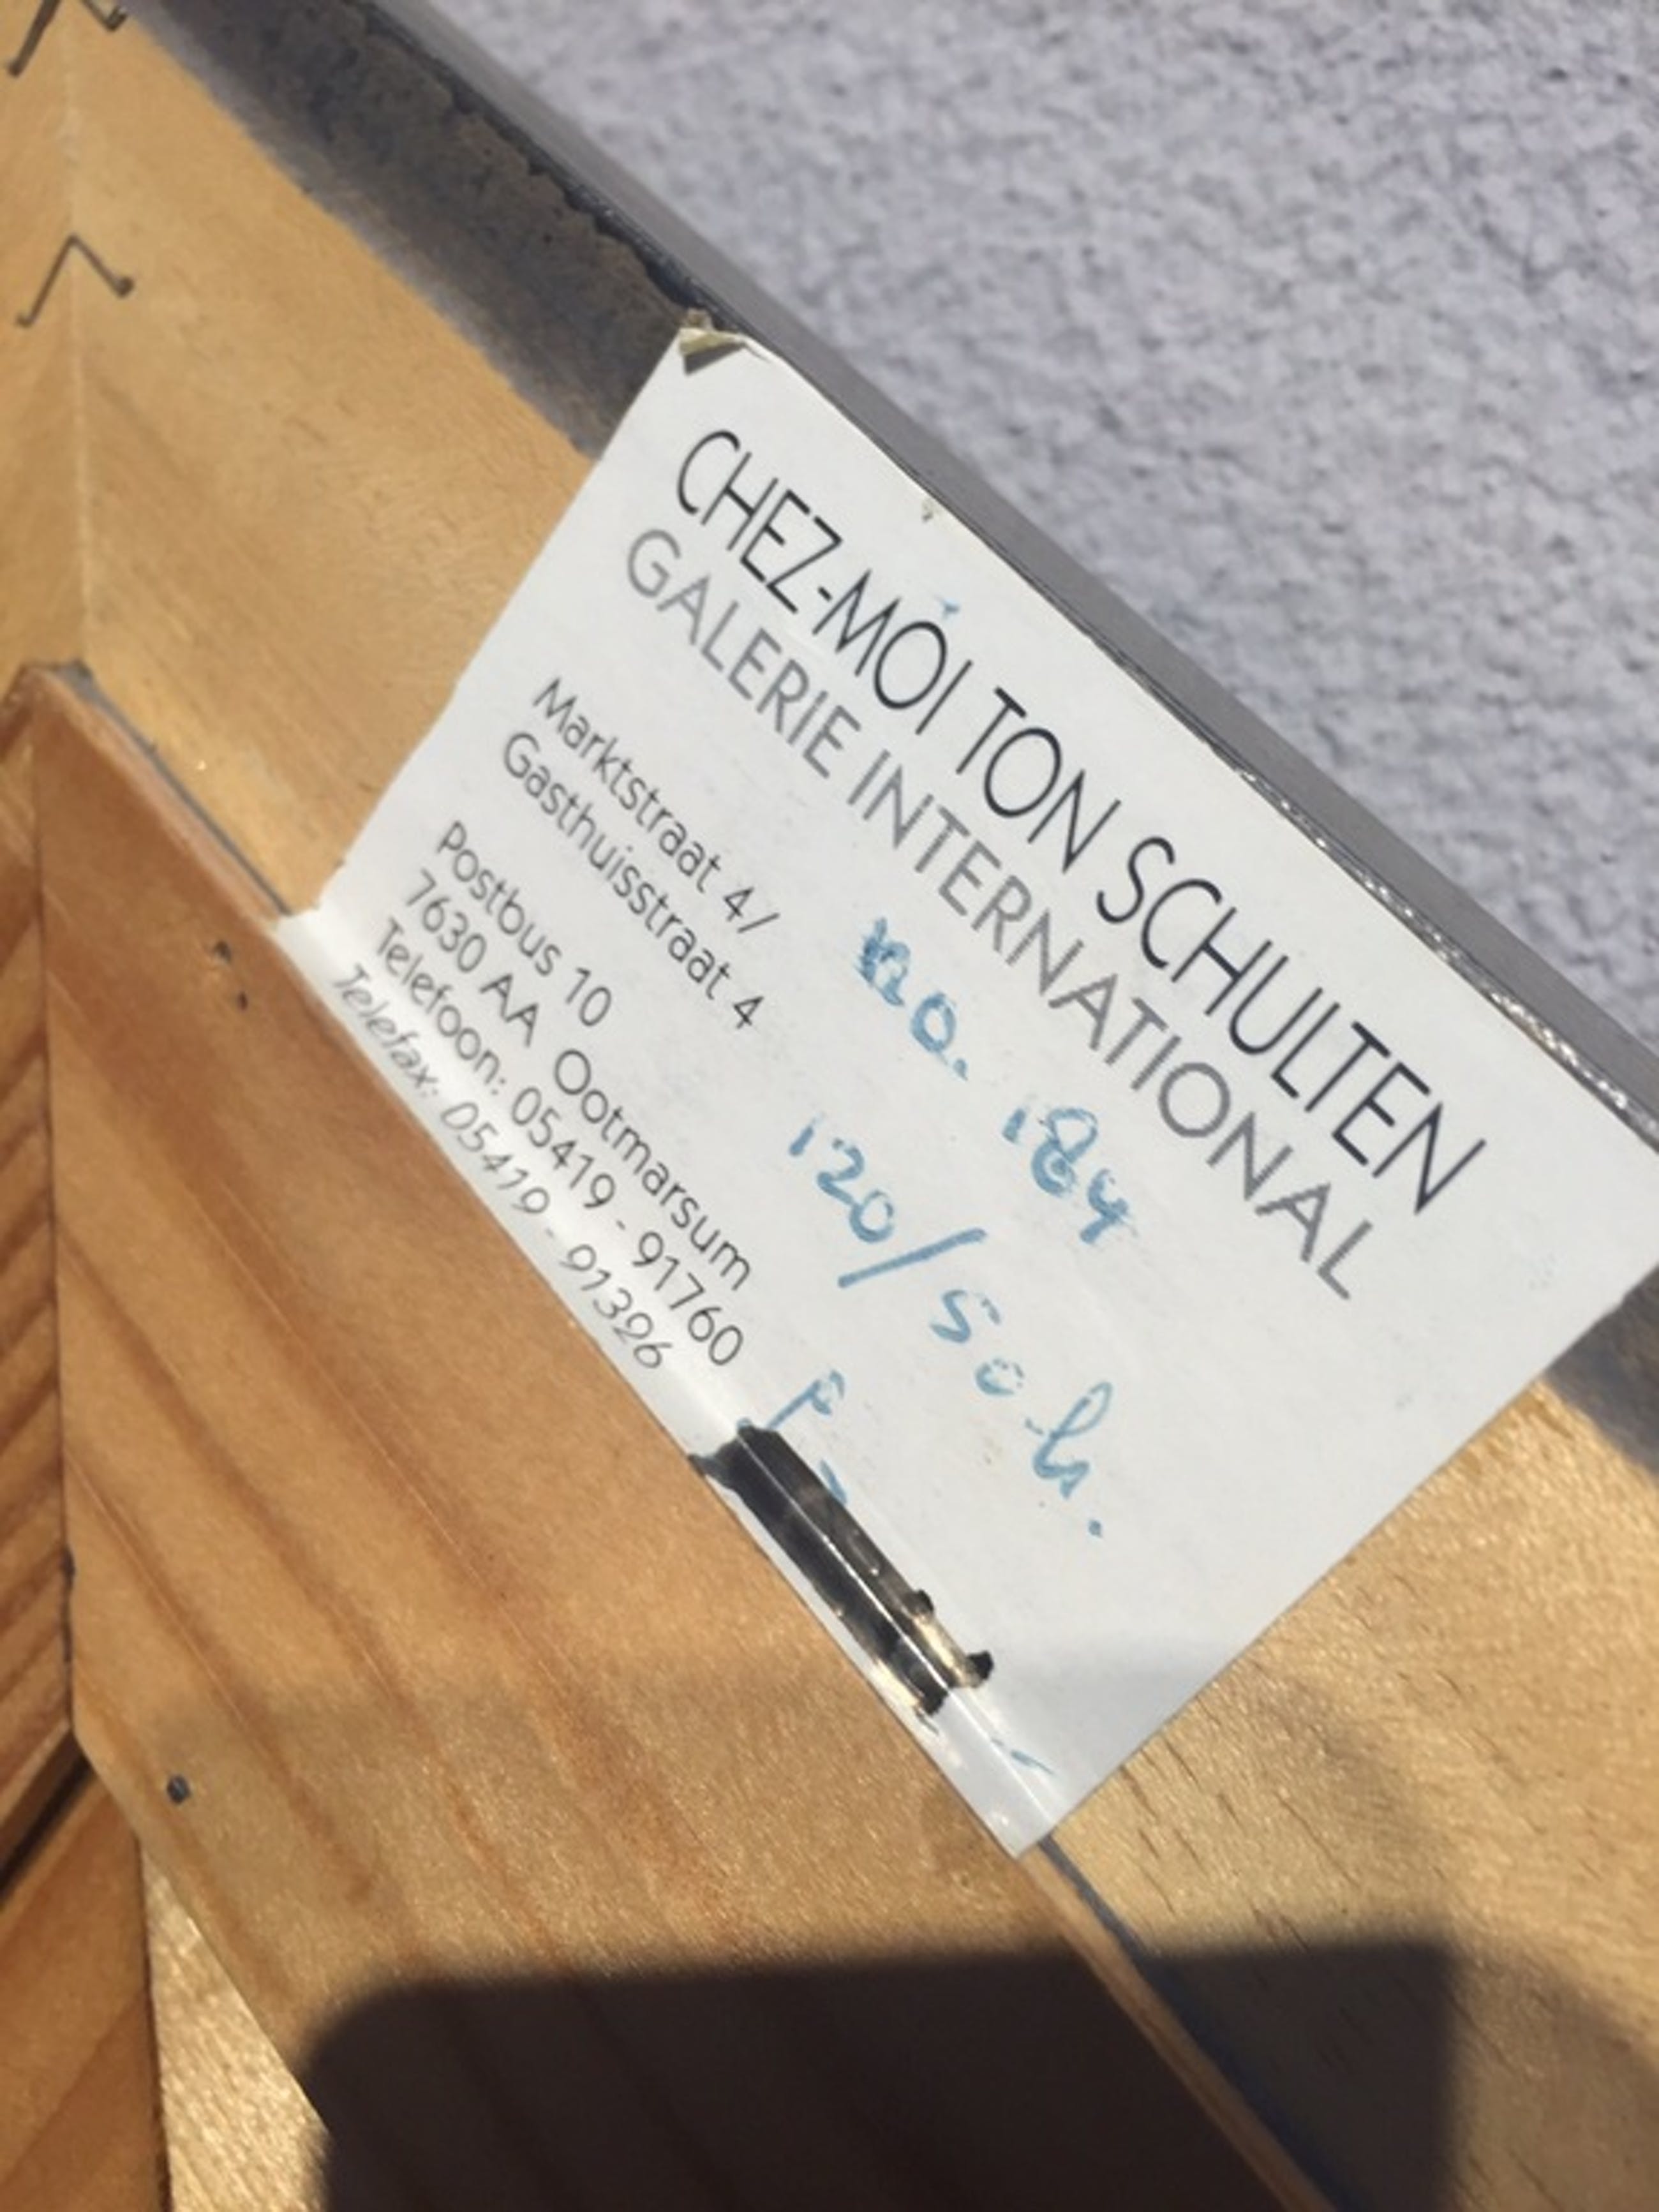 CHEZ-MOI TON SCHULTEN
GALERIE INTERNATIONAL
Marktstraat 4/
Gasthuisstraat 4
no. 184
Postbus 10
7630 AA Ootmarsum
Telefoon: 05419 - 91760
Telefax: 05419 - 91326
120/